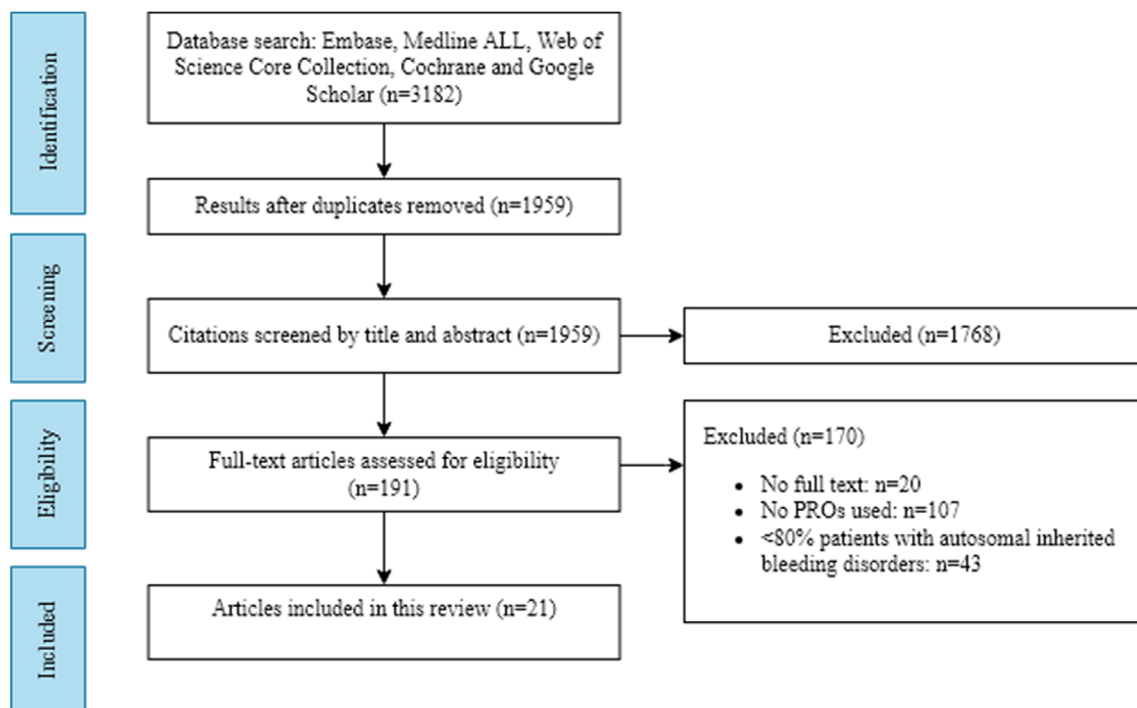 Identification
Database search: Embase, Medline ALL, Web of
Science Core Collection, Cochrane and Google
Scholar (n=3182)
Results after duplicates removed (n=1959)
Screening
Citations screened by title and abstract (n=1959)
Excluded (n=1768)
Eligibility
Full-text articles assessed for eligibility
(n=191)
Excluded (n=170)
• No full text: n=20
• No PROs used: n=107
• <80% patients with autosomal inherited
bleeding disorders: n=43
Included
Articles included in this review (n=21)